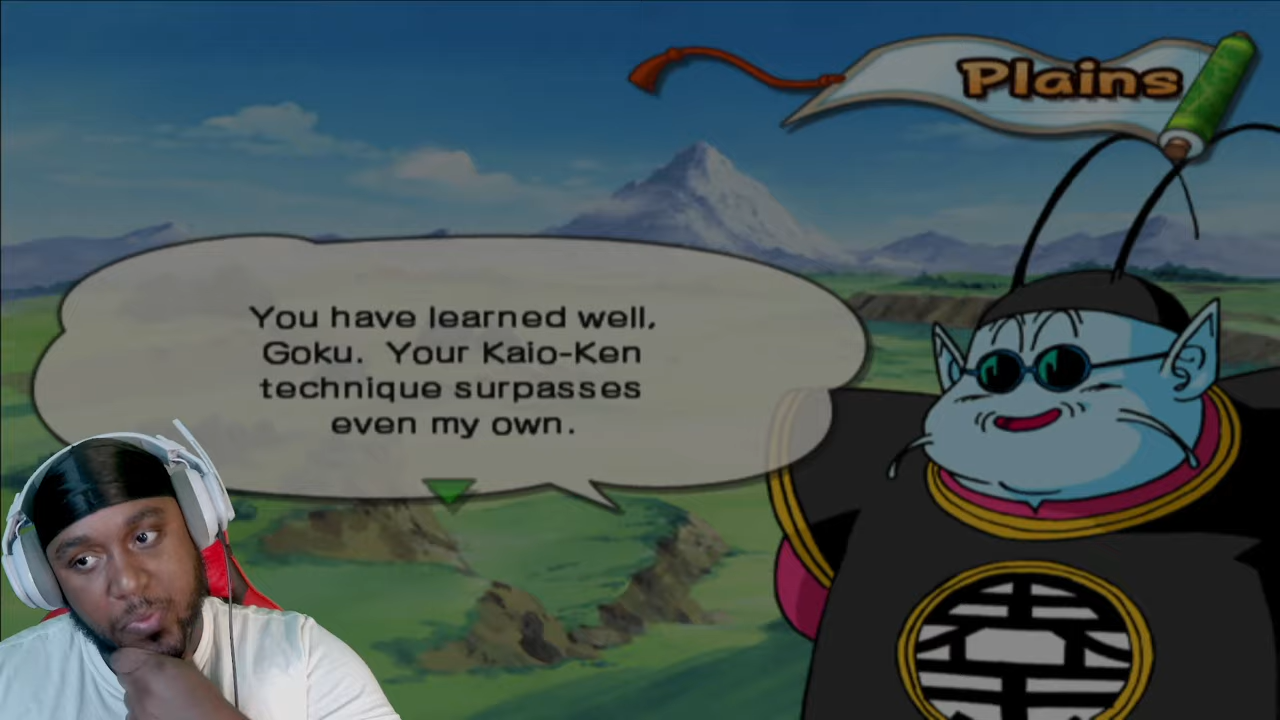 Plains
You have learned well,
Goku. Your Kaio-Ken
technique surpasses
even my own.